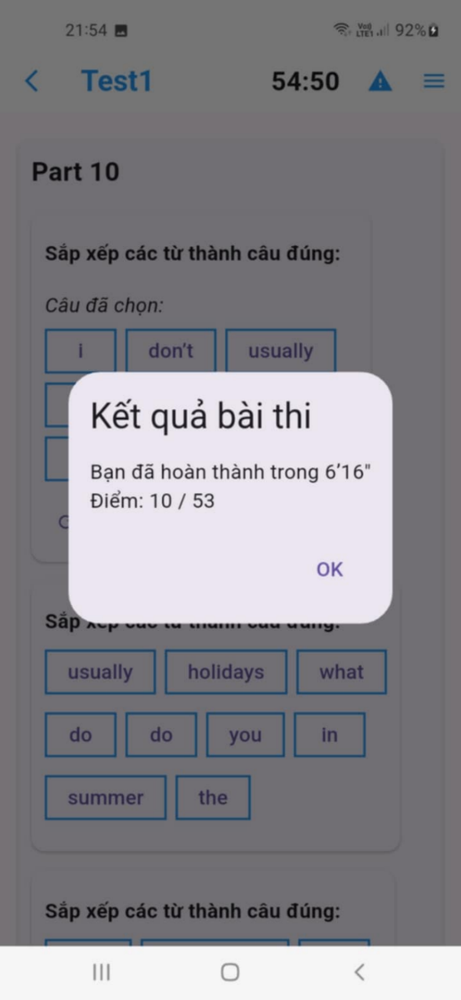 21:54 Vo) LTE1 92%
Test1 54:50
Part 10
Sắp xếp các từ thành câu đúng:
Câu đã chọn:
i don't usually
Kết quả bài thi
Bạn đã hoàn thành trong 6'16"
Điểm: 10 / 53
OK
Sắp xếp các từ thành câu đúng:
usually holidays what
do do you in
summer the
Sắp xếp các từ thành câu đúng: